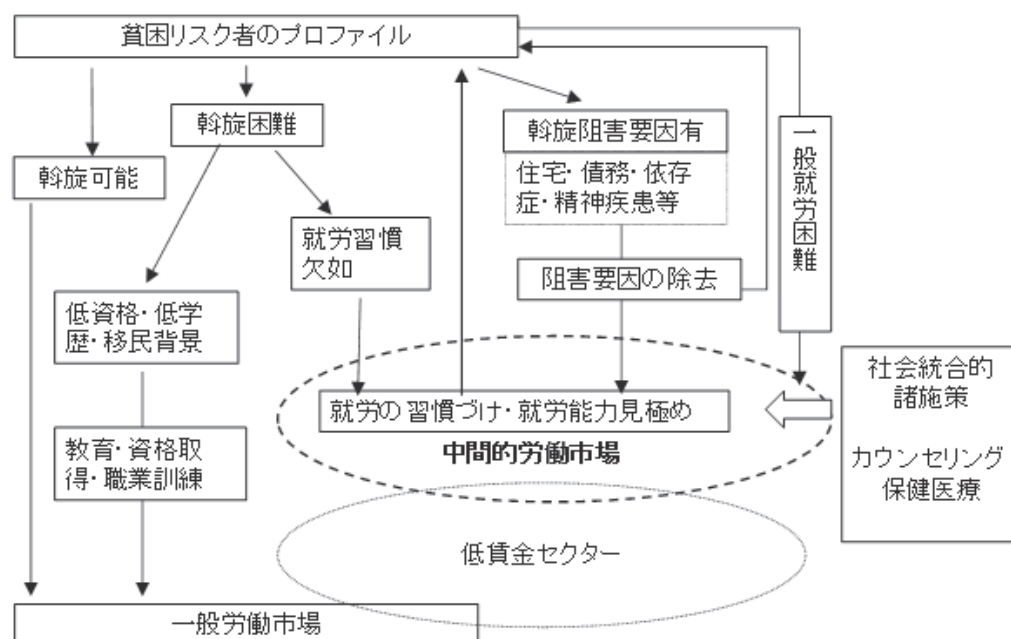 貧困リスク者のプロファイル
斡旋困難
斡旋阻害要因有
一般就労困難
斡旋可能
住宅・債務・依存
症・精神疾患等
就労習慣
欠如
阻害要因の除去
低資格・低学
歴・移民背景
社会統合的
諸施策
就労の習慣づけ・就労能力見極め
教育・資格取
得・職業訓練
中間的労働市場
カウンセリング
保健医療
低賃金セクター
一般労働市場